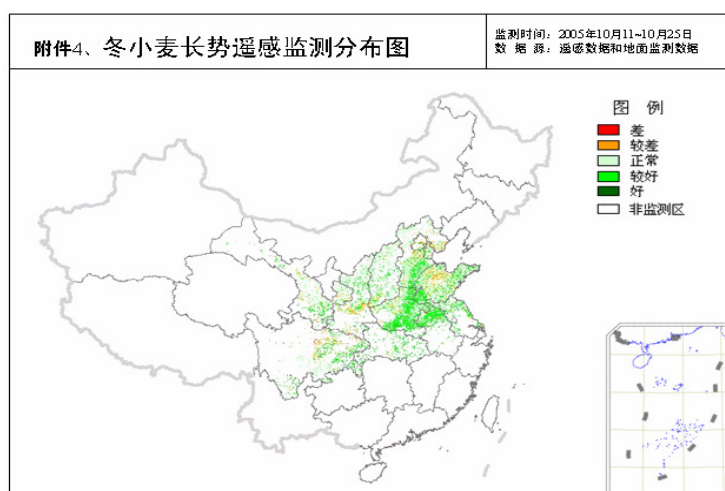 附件4、冬小麦长势遥感监测分布图
监测时间：2005年10月11~10月25日
数 据 源：遥感数据和地面监测数据
图 例
差
较差
正常
较好
好
非监测区